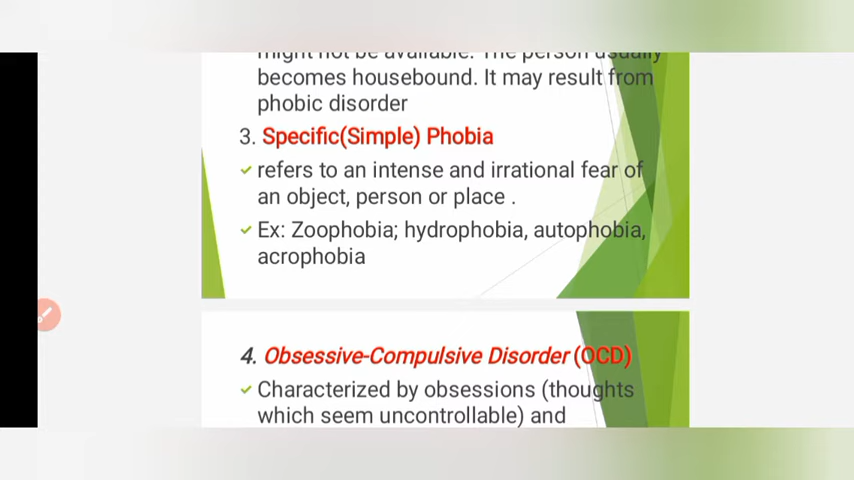 might not be available. The person usually
becomes housebound. It may result from
phobic disorder
3. Specific(Simple) Phobia
refers to an intense and irrational fear of
an object, person or place .
Ex: Zoophobia; hydrophobia, autophobia,
acrophobia
4. Obsessive-Compulsive Disorder (OCD)
Characterized by obsessions (thoughts
which seem uncontrollable) and